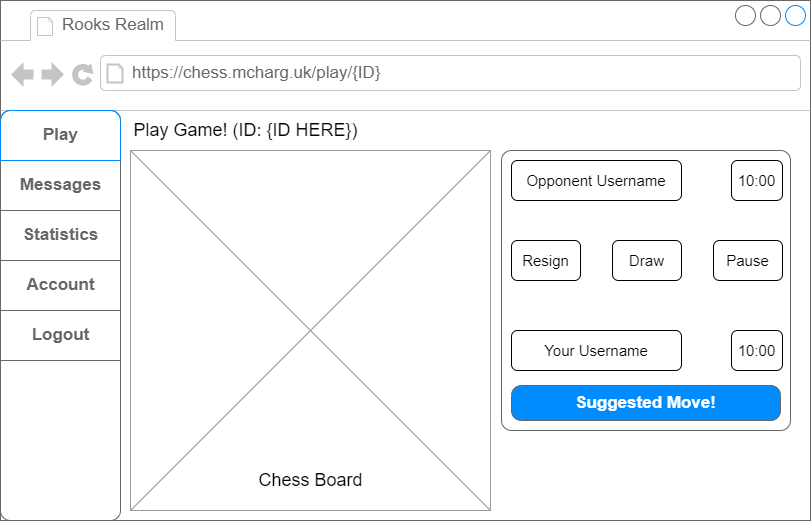 Rooks Realm
https://chess.mcharg.uk/play/{ID}
Play
Messages
Statistics
Account
Logout
Play Game! (ID: {ID HERE})
Chess Board
Opponent Username
10:00
Resign
Draw
Pause
Your Username
10:00
Suggested Move!